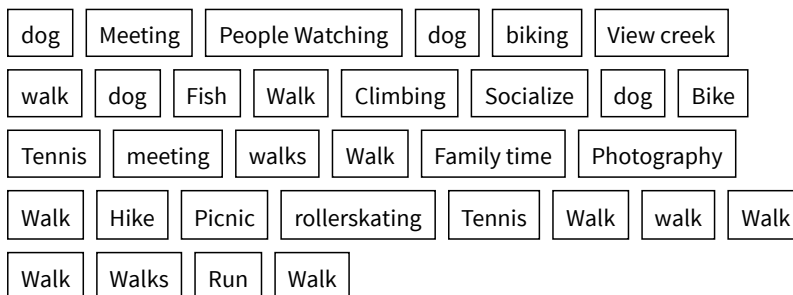 dog Meeting People Watching dog biking View creek
walk dog Fish Walk Climbing Socialize dog Bike
Tennis meeting walks Walk Family time Photography
Walk Hike Picnic rollerskating Tennis Walk walk Walk
Walk Walks Run Walk